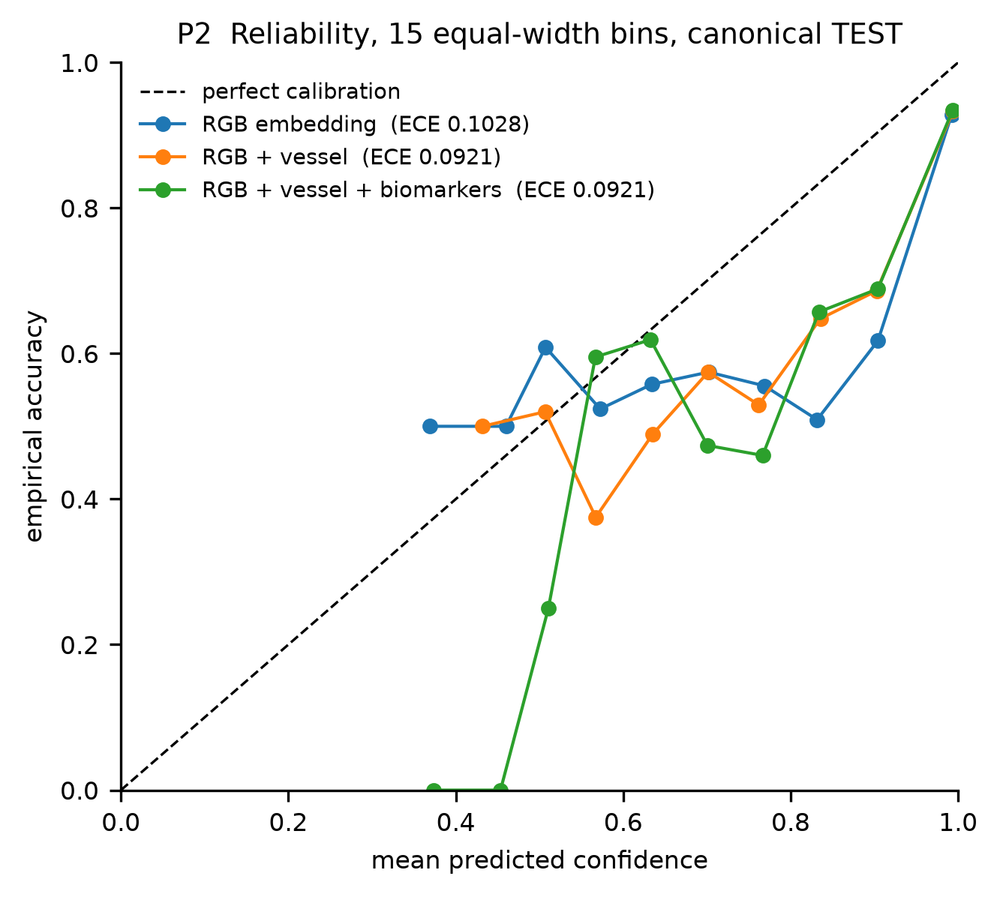 P2  Reliability, 15 equal-width bins, canonical TEST
perfect calibration
RGB embedding  (ECE 0.1028)
RGB + vessel  (ECE 0.0921)
RGB + vessel + biomarkers  (ECE 0.0921)
empirical accuracy
1.0
0.8
0.6
0.4
0.2
0.0
0.0 0.2 0.4 0.6 0.8 1.0
mean predicted confidence